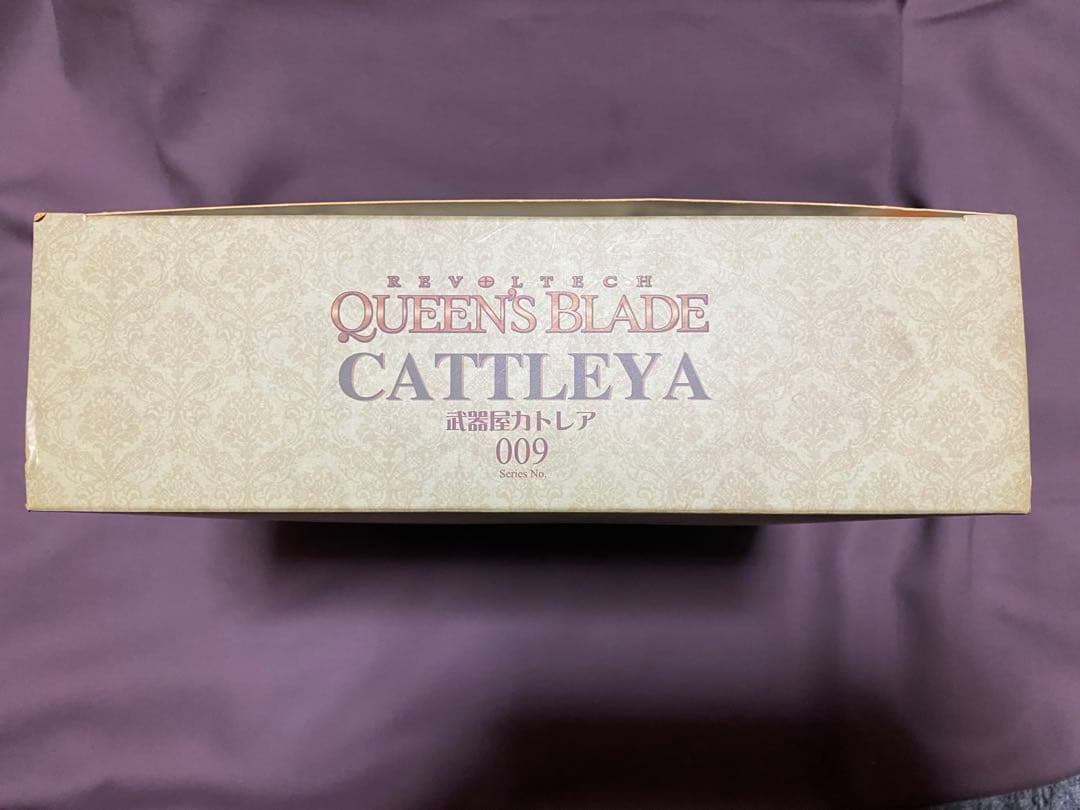 REVOLTECH
QUEEN'S BLADE
CATTLEYA
武器屋カトレア
009
Series No.